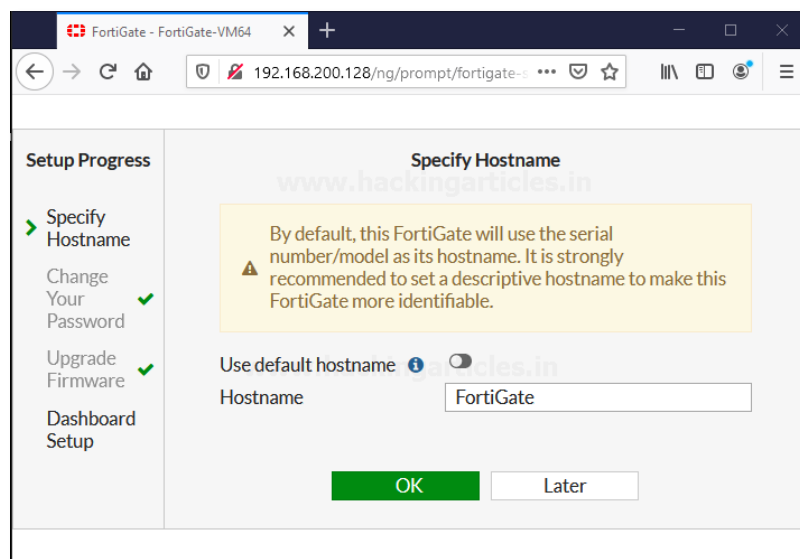 FortiGate - FortiGate-VM64
192.168.200.128/ng/prompt/fortigate-s
Setup Progress
Specify
Hostname
Change
Your
Password
Upgrade
Firmware
Dashboard
Setup
Specify Hostname
www.hackingarticles.in
By default, this FortiGate will use the serial
number/model as its hostname. It is strongly
recommended to set a descriptive hostname to make this
FortiGate more identifiable.
Use default hostname
www.hackingarticles.in
Hostname
FortiGate
OK
Later